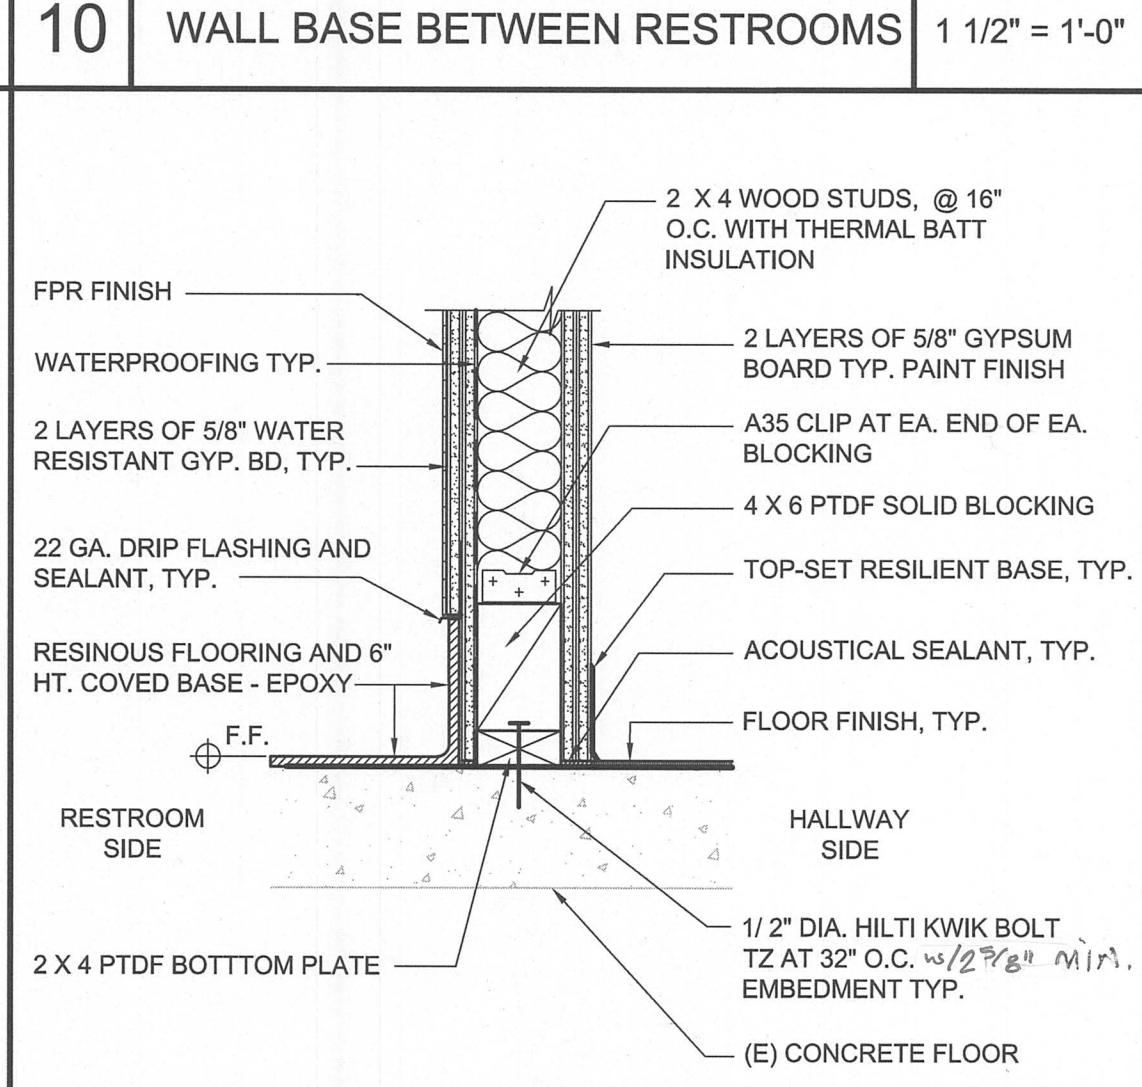 10
WALL BASE BETWEEN RESTROOMS
1 1/2" = 1'-0"
2 X 4 WOOD STUDS, @ 16"
O.C. WITH THERMAL BATT
INSULATION
FPR FINISH
WATERPROOFING TYP.
2 LAYERS OF 5/8" GYPSUM
BOARD TYP. PAINT FINISH
2 LAYERS OF 5/8" WATER
RESISTANT GYP. BD, TYP.
A35 CLIP AT EA. END OF EA.
BLOCKING
4 X 6 PTDF SOLID BLOCKING
22 GA. DRIP FLASHING AND
SEALANT, TYP.
TOP-SET RESILIENT BASE, TYP.
RESINOUS FLOORING AND 6"
HT. COVED BASE - EPOXY
ACOUSTICAL SEALANT, TYP.
F.F.
FLOOR FINISH, TYP.
RESTROOM
SIDE
HALLWAY
SIDE
2 X 4 PTDF BOTTTOM PLATE
1/ 2" DIA. HILTI KWIK BOLT
TZ AT 32" O.C. w/2 5/8" MIN.
EMBEDMENT TYP.
(E) CONCRETE FLOOR